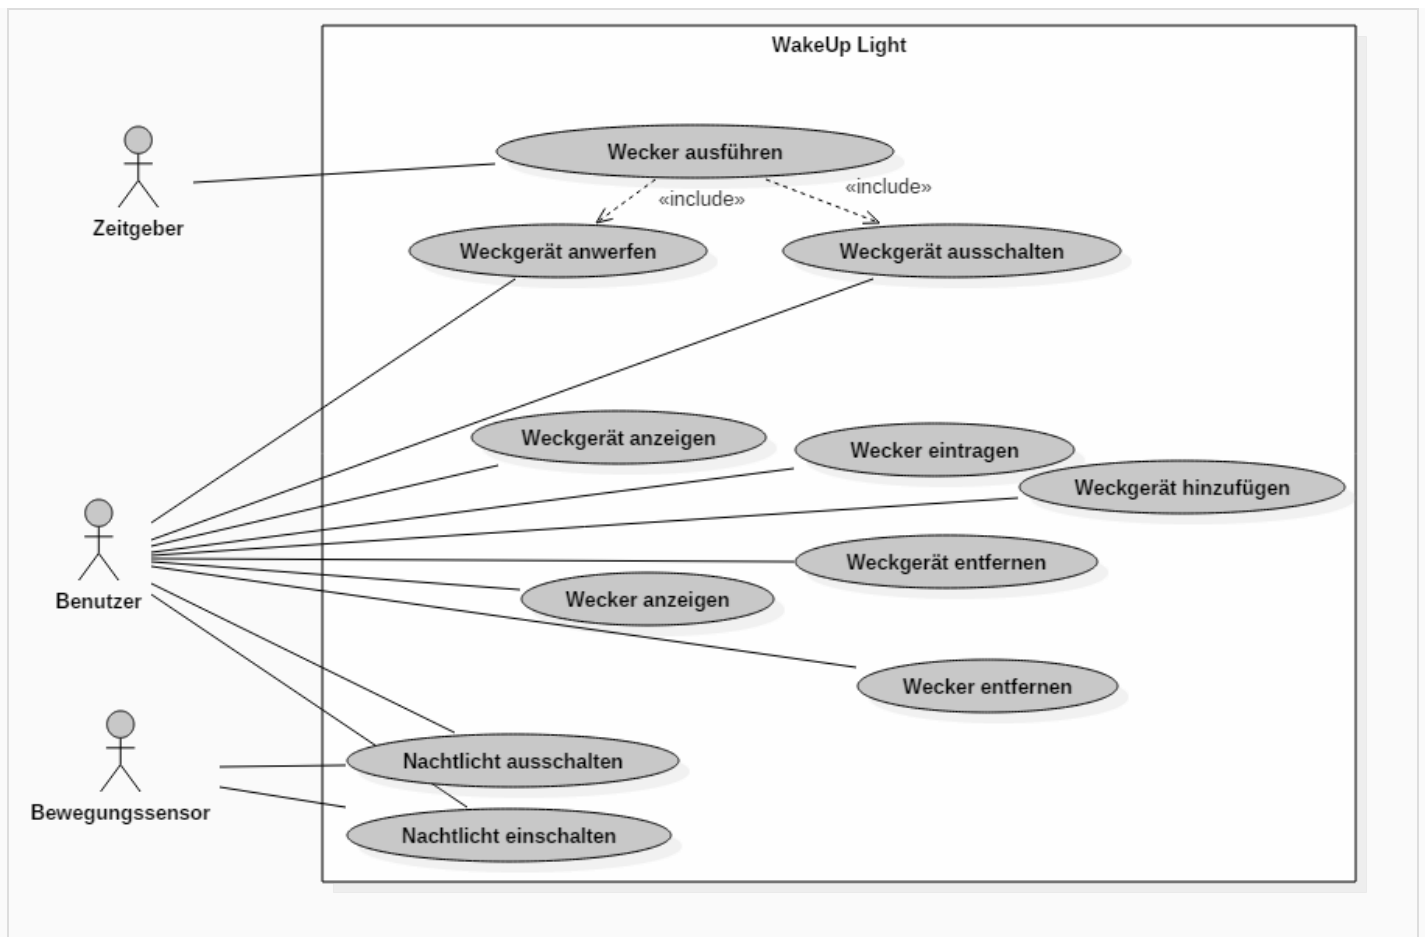 WakeUp Light
Wecker ausführen
«include»
«include»
Zeitgeber
Weckgerät anwerfen
Weckgerät ausschalten
Weckgerät anzeigen
Wecker eintragen
Weckgerät hinzufügen
Weckgerät entfernen
Benutzer
Wecker anzeigen
Wecker entfernen
Nachtlicht ausschalten
Bewegungssensor
Nachtlicht einschalten